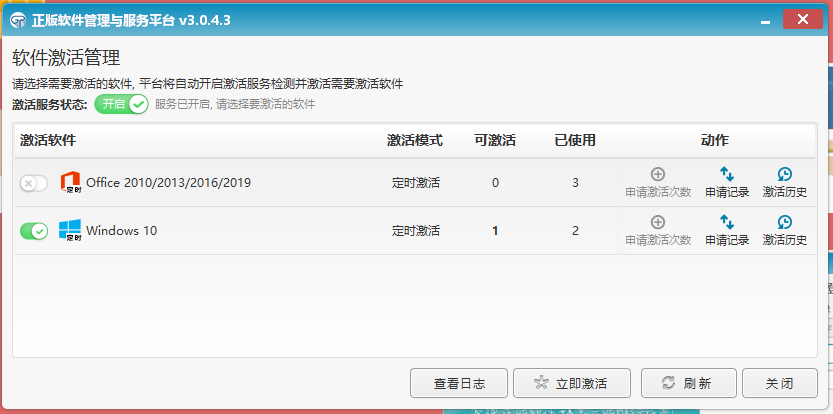 正版软件管理与服务平台 v3.0.4.3
软件激活管理
请选择需要激活的软件, 平台将自动开启激活服务检测并激活需要激活软件
激活服务状态: 开启 服务已开启, 请选择要激活的软件
激活软件 激活模式 可激活 已使用 动作
定时 Office 2010/2013/2016/2019 定时激活 0 3 申请激活次数 申请记录 激活历史
定时 Windows 10 定时激活 1 2 申请激活次数 申请记录 激活历史
查看日志 立即激活 刷 新 关 闭